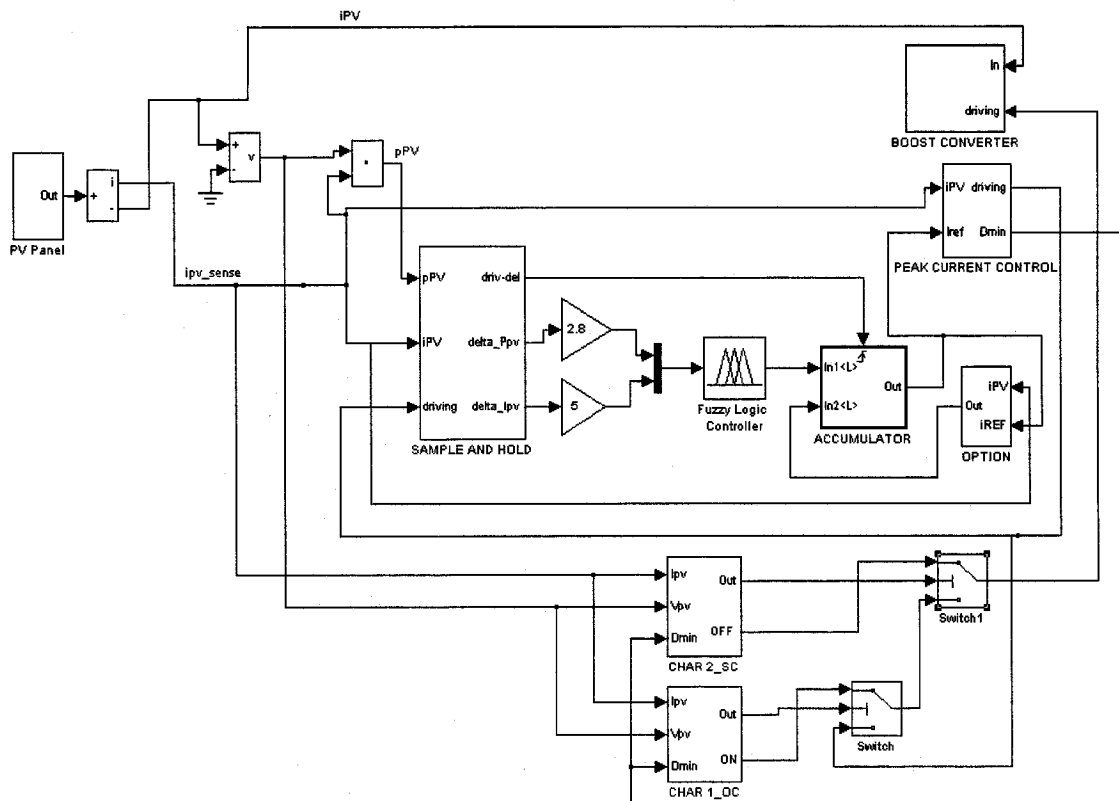 iPV
In
driving
BOOST CONVERTER
+
v
-
pPV
Out
PV Panel
+
i
-
iPV driving
Iref Dmin
PEAK CURRENT CONTROL
ipv_sense
pPV driv-del
iPV delta_Ppv
driving delta_Ipv
SAMPLE AND HOLD
2.8
5
Fuzzy Logic
Controller
In1<L>
Out
In2<L>
ACCUMULATOR
iPV
Out
iREF
OPTION
Ipv Out
Vpv
Dmin OFF
CHAR 2_SC
Switch1
Ipv Out
Vpv
Dmin ON
CHAR 1_OC
Switch